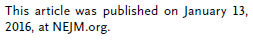 This article was published on January 13,
2016, at NEJM.org.